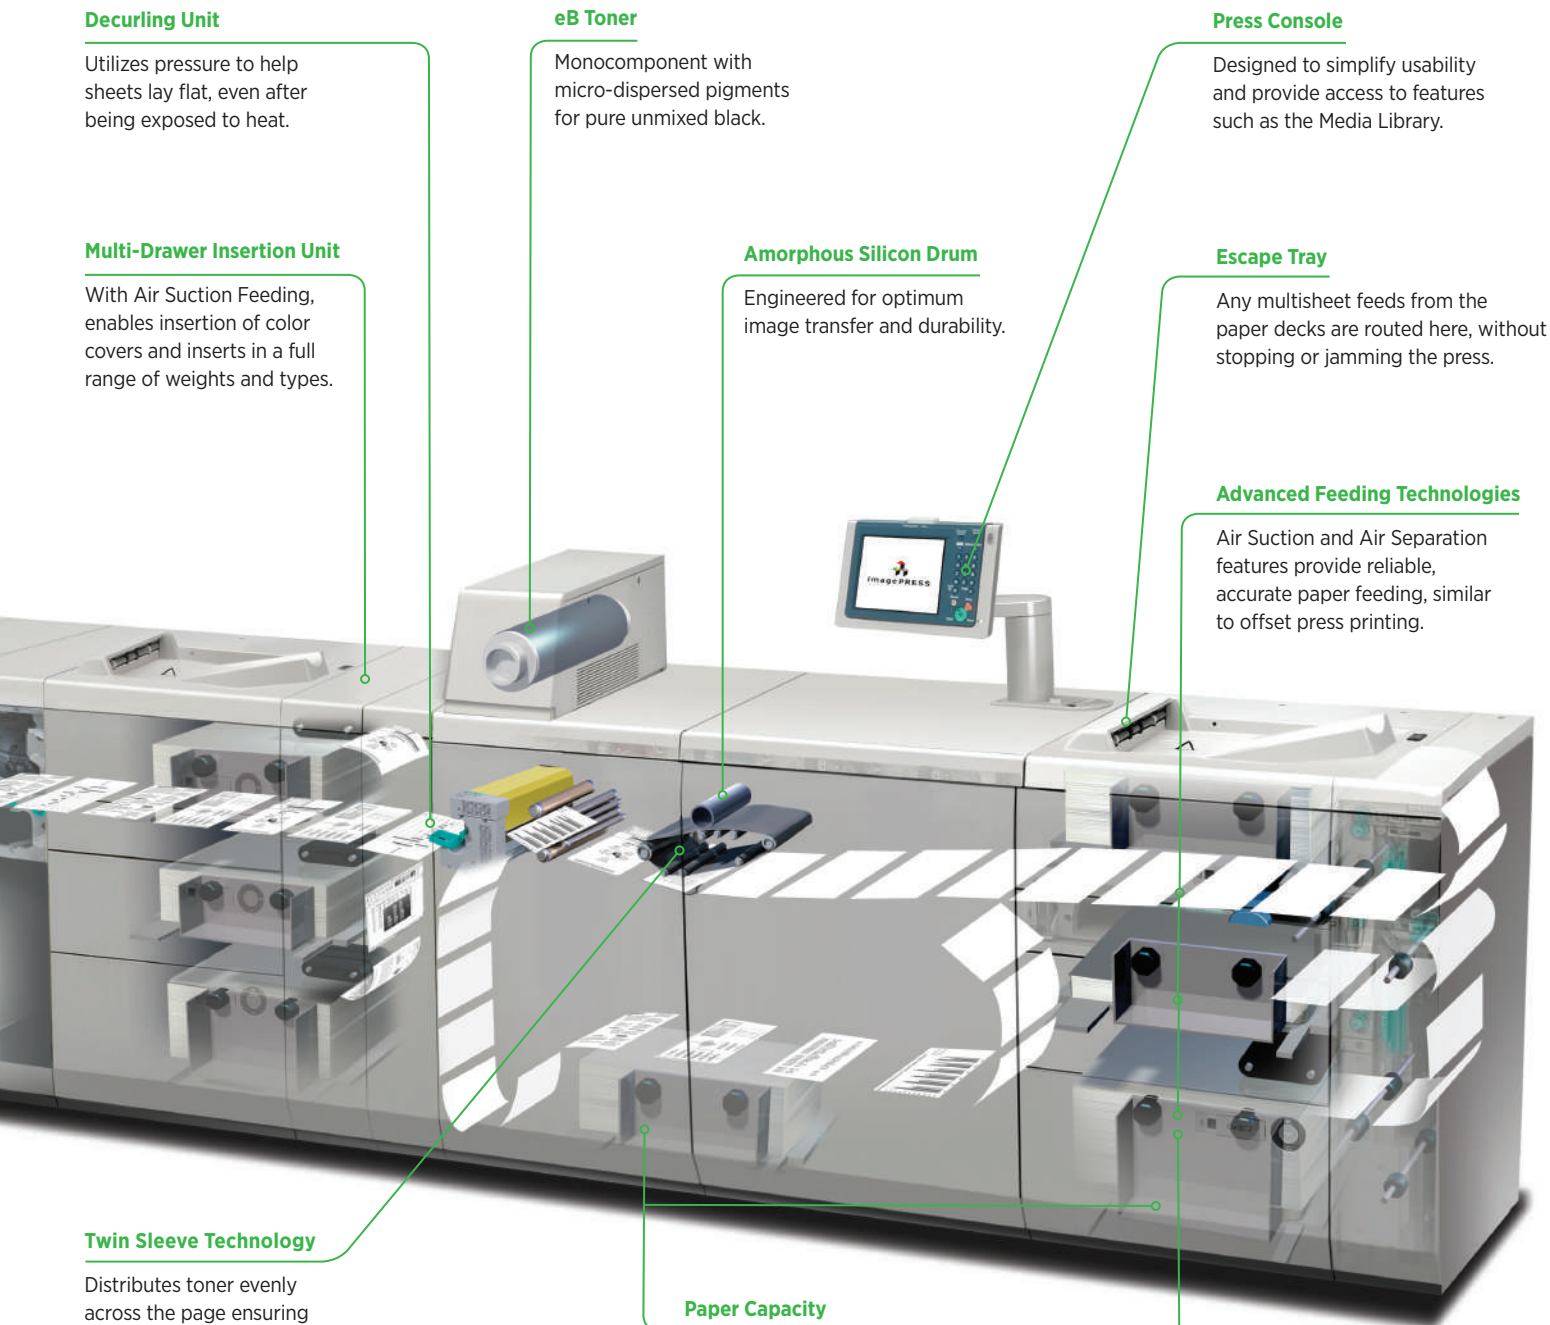 Decurling Unit
Utilizes pressure to help
sheets lay flat, even after
being exposed to heat.
eB Toner
Monocomponent with
micro-dispersed pigments
for pure unmixed black.
Press Console
Designed to simplify usability
and provide access to features
such as the Media Library.
Multi-Drawer Insertion Unit
With Air Suction Feeding,
enables insertion of color
covers and inserts in a full
range of weights and types.
Amorphous Silicon Drum
Engineered for optimum
image transfer and durability.
Escape Tray
Any multisheet feeds from the
paper decks are routed here, without
stopping or jamming the press.
Advanced Feeding Technologies
Air Suction and Air Separation
features provide reliable,
accurate paper feeding, similar
to offset press printing.
imagePRESS
Twin Sleeve Technology
Distributes toner evenly
across the page ensuring
Paper Capacity